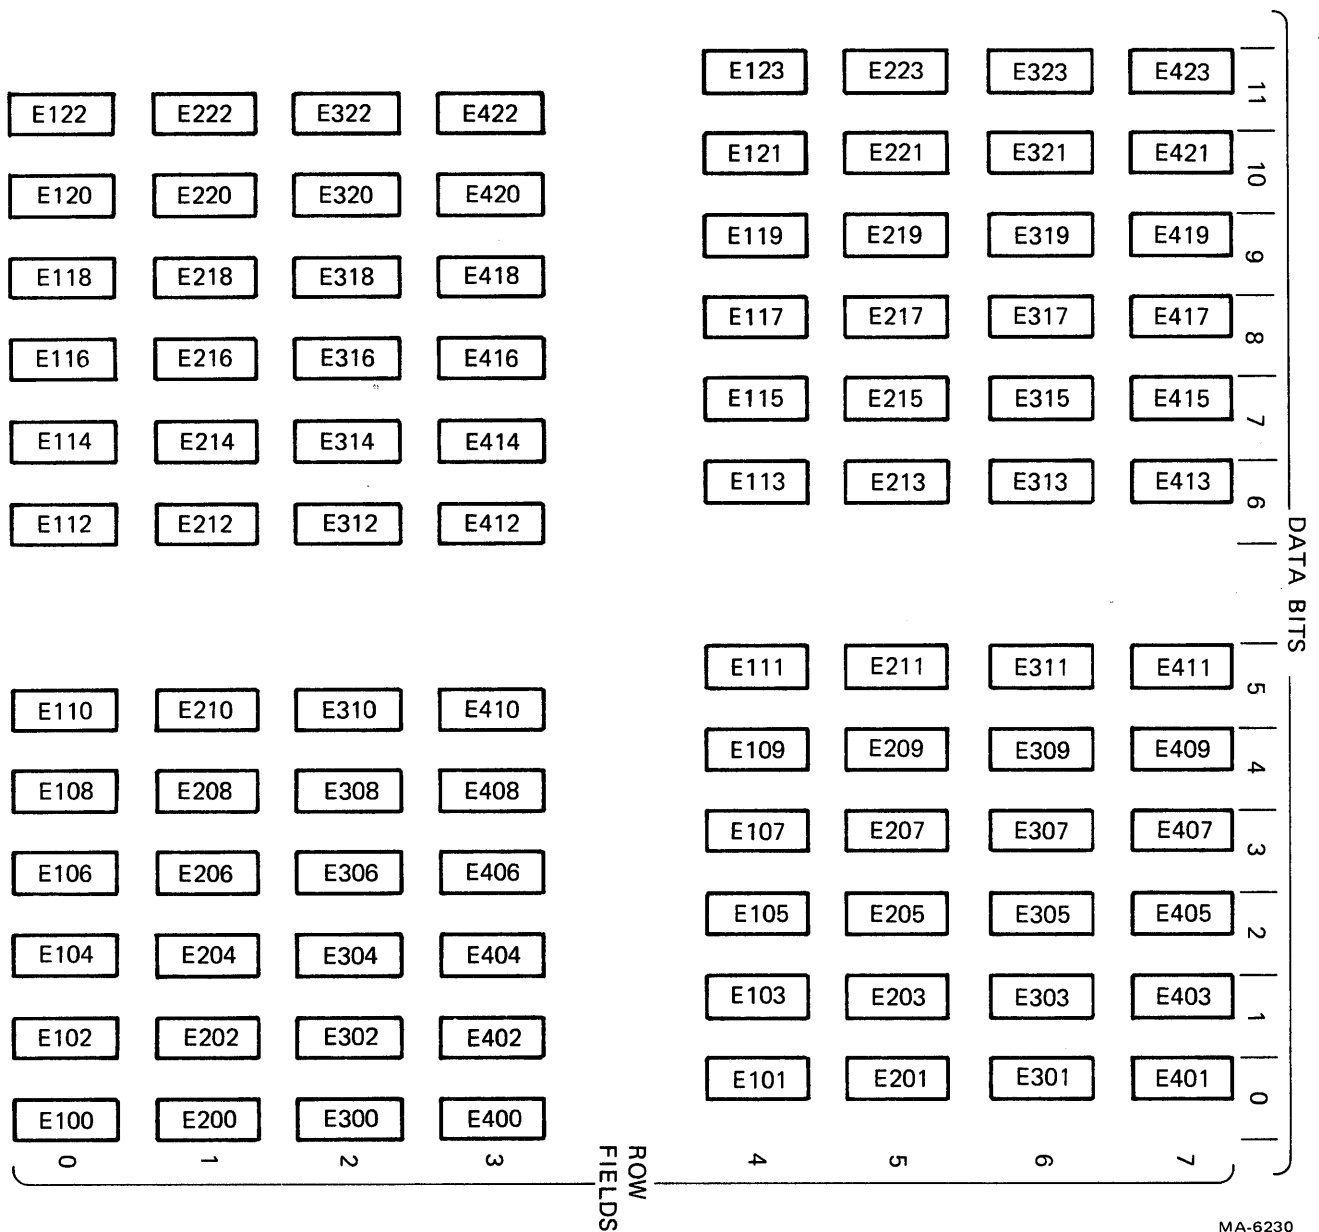 E123 E223 E323 E423 11
E122 E222 E322 E422
E121 E221 E321 E421 10
E120 E220 E320 E420
E119 E219 E319 E419 9
E118 E218 E318 E418
E117 E217 E317 E417 8
E116 E216 E316 E416
E115 E215 E315 E415 7
E114 E214 E314 E414
E113 E213 E313 E413 6
E112 E212 E312 E412
DATA BITS
E111 E211 E311 E411 5
E110 E210 E310 E410
E109 E209 E309 E409 4
E108 E208 E308 E408
E107 E207 E307 E407 3
E106 E206 E306 E406
E105 E205 E305 E405 2
E104 E204 E304 E404
E103 E203 E303 E403 1
E102 E202 E302 E402
E101 E201 E301 E401 0
E100 E200 E300 E400
0 1 2 3 4 5 6 7
ROW
FIELDS
MA-6230